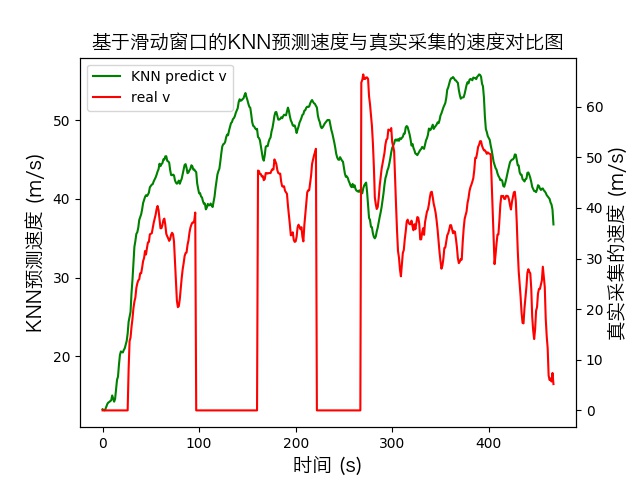 基于滑动窗口的KNN预测速度与真实采集的速度对比图
KNN predict v
real v
KNN预测速度 (m/s)
50
40
30
20
60
50
40
30
20
10
0
真实采集的速度 (m/s)
0 100 200 300 400
时间 (s)